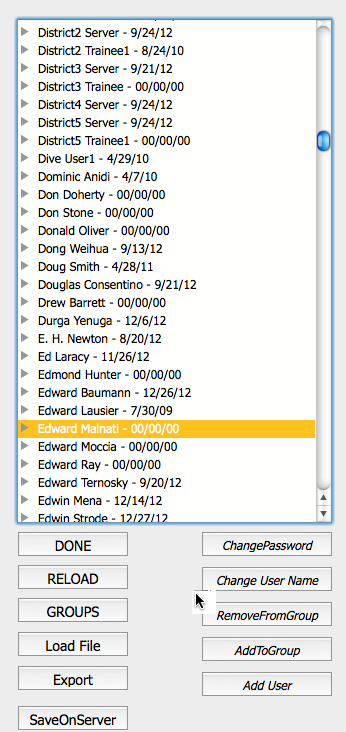 District2 Server - 9/24/12
District2 Trainee1 - 8/24/10
District3 Server - 9/21/12
District3 Trainee - 00/00/00
District4 Server - 9/24/12
District5 Server - 9/24/12
District5 Trainee1 - 00/00/00
Dive User1 - 4/29/10
Dominic Anidi - 4/7/10
Don Doherty - 00/00/00
Don Stone - 00/00/00
Donald Oliver - 00/00/00
Dong Weihua - 9/13/12
Doug Smith - 4/28/11
Douglas Consentino - 9/21/12
Drew Barrett - 00/00/00
Durga Yenuga - 12/6/12
E. H. Newton - 8/20/12
Ed Laracy - 11/26/12
Edmond Hunter - 00/00/00
Edward Baumann - 12/26/12
Edward Lausier - 7/30/09
Edward Malnati - 00/00/00
Edward Moccia - 00/00/00
Edward Ray - 00/00/00
Edward Ternosky - 9/20/12
Edwin Mena - 12/14/12
Edwin Strode - 12/27/12
DONE
ChangePassword
RELOAD
Change User Name
GROUPS
RemoveFromGroup
Load File
AddToGroup
Export
Add User
SaveOnServer